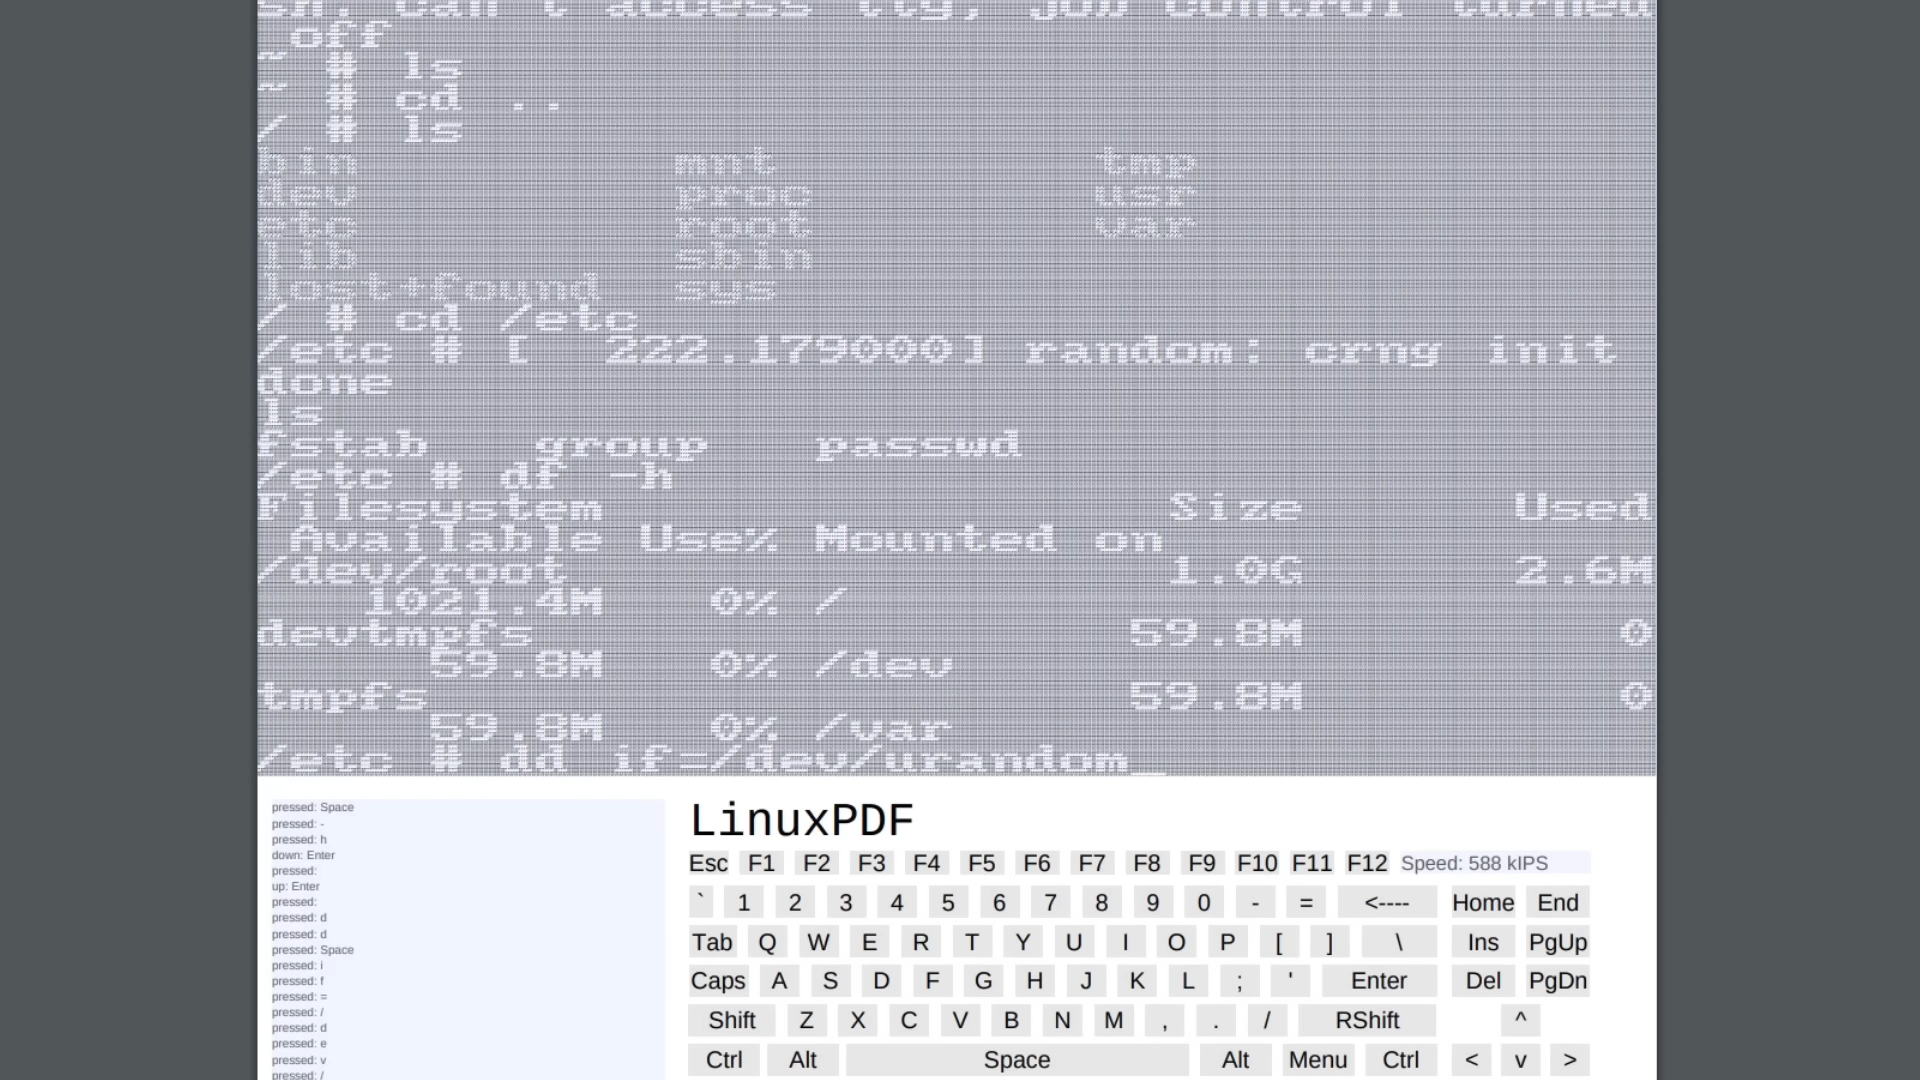 sh: can't access tty; job control turned
off
~ # ls
~ # cd ..
/ # ls
bin mnt tmp
dev proc usr
etc root var
lib sbin
lost+found sys
/ # cd /etc
/etc # [ 222.179000] random: crng init
done
ls
fstab group passwd
/etc # df -h
Filesystem Size Used
Available Use% Mounted on
/dev/root 1.0G 2.6M
1021.4M 0% /
devtmpfs 59.8M 0
59.8M 0% /dev
tmpfs 59.8M 0
59.8M 0% /var
/etc # dd if=/dev/urandom_
pressed: Space
pressed: -
pressed: h
down: Enter
pressed:
up: Enter
pressed:
pressed: d
pressed: d
pressed: Space
pressed: i
pressed: f
pressed: =
pressed: /
pressed: d
pressed: e
pressed: v
pressed: /
LinuxPDF
Esc F1 F2 F3 F4 F5 F6 F7 F8 F9 F10 F11 F12 Speed: 588 kIPS
` 1 2 3 4 5 6 7 8 9 0 - = <---- Home End
Tab Q W E R T Y U I O P [ ] \ Ins PgUp
Caps A S D F G H J K L ; ' Enter Del PgDn
Shift Z X C V B N M , . / RShift ^
Ctrl Alt Space Alt Menu Ctrl < v >